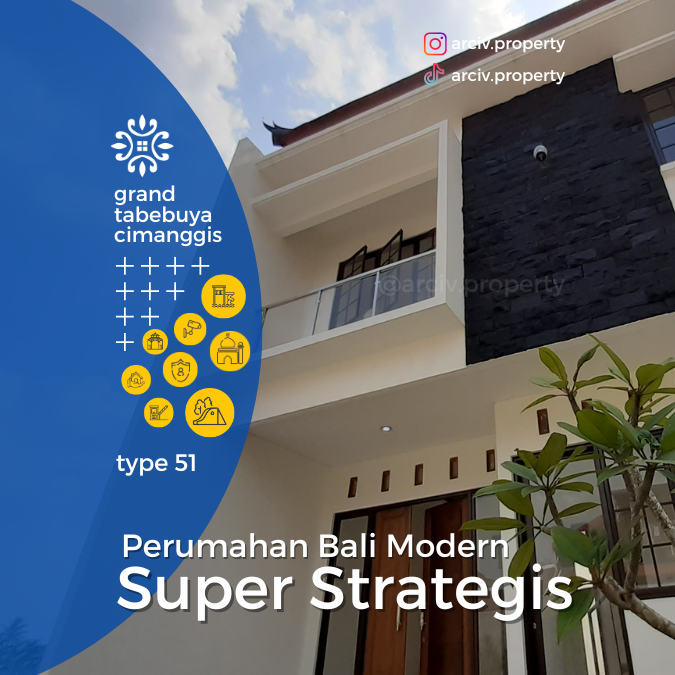 arciv.property
arciv.property
grand
tabebuya
cimanggis
@arciv.property
type 51
Perumahan Bali Modern
Super Strategis